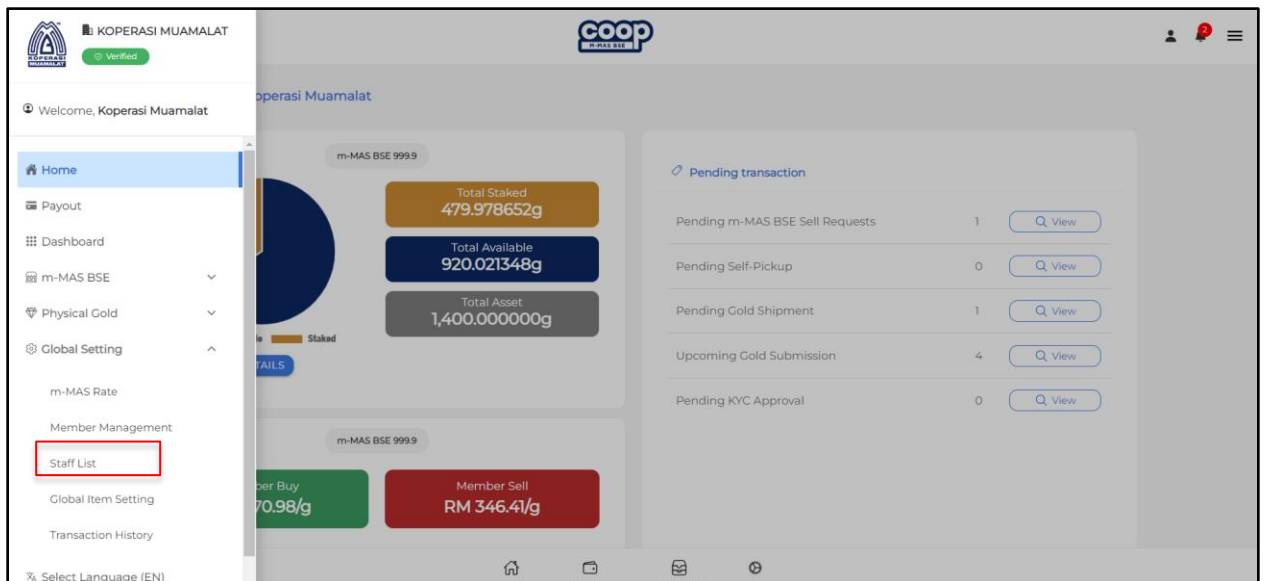 KOPERASI MUAMALAT
Verified
KOPERASI
MUAMALAT
Welcome, Koperasi Muamalat
Home
Payout
Dashboard
m-MAS BSE
Physical Gold
Global Setting
m-MAS Rate
Member Management
Staff List
Global Item Setting
Transaction History
Select Language (EN)
coop
M-MAS BSE
2
operasi Muamalat
m-MAS BSE 999.9
Total Staked
479.978652g
Total Available
920.021348g
Total Asset
1,400.000000g
le Staked
TAILS
m-MAS BSE 999.9
ber Buy
70.98/g
Member Sell
RM 346.41/g
Pending transaction
Pending m-MAS BSE Sell Requests 1 View
Pending Self-Pickup 0 View
Pending Gold Shipment 1 View
Upcoming Gold Submission 4 View
Pending KYC Approval 0 View